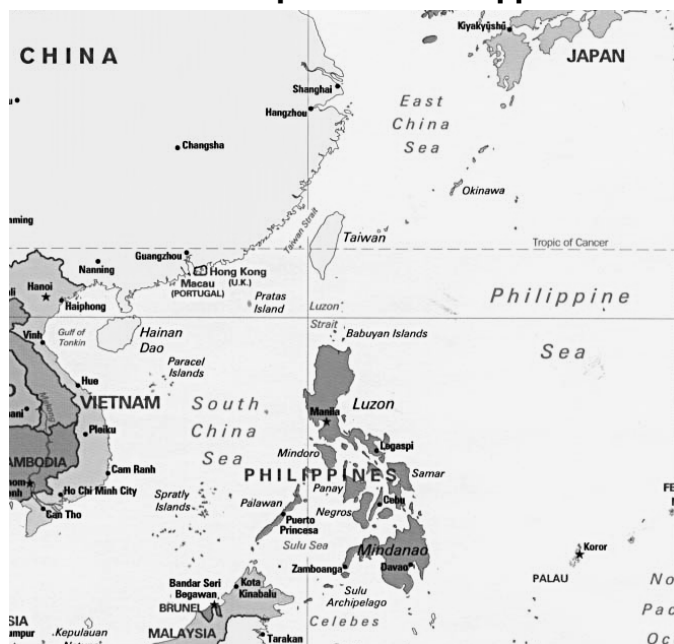 CHINA
Kiyakyūshū
JAPAN
Shanghai
Hangzhou
East
China
Sea
Changsha
Okinawa
Taiwan Strait
Taiwan
Tropic of Cancer
Guangzhou
Nanning
Hong Kong
(U.K.)
Macau
(PORTUGAL)
Hanoi
Haiphong
Pratas
Island
Luzon
Strait
Philippine
Sea
Babuyan Islands
Gulf of
Tonkin
Vinh
Hainan
Dao
Paracel
Islands
Hue
VIETNAM
Mekong
South
China
Sea
Luzon
Manila
Pleiku
Legaspi
Mindoro
PHILIPPINES
Samar
Cam Ranh
Panay
Ho Chi Minh City
Spratly
Islands
Palawan
Negros
Cebu
Can Tho
Puerto
Princesa
Sulu Sea
Mindanao
Zamboanga
Davao
Koror
PALAU
Bandar Seri
Begawan
Kota
Kinabalu
Sulu
Archipelago
BRUNEI
Celebes
MALAYSIA
Kepulauan
Tarakan